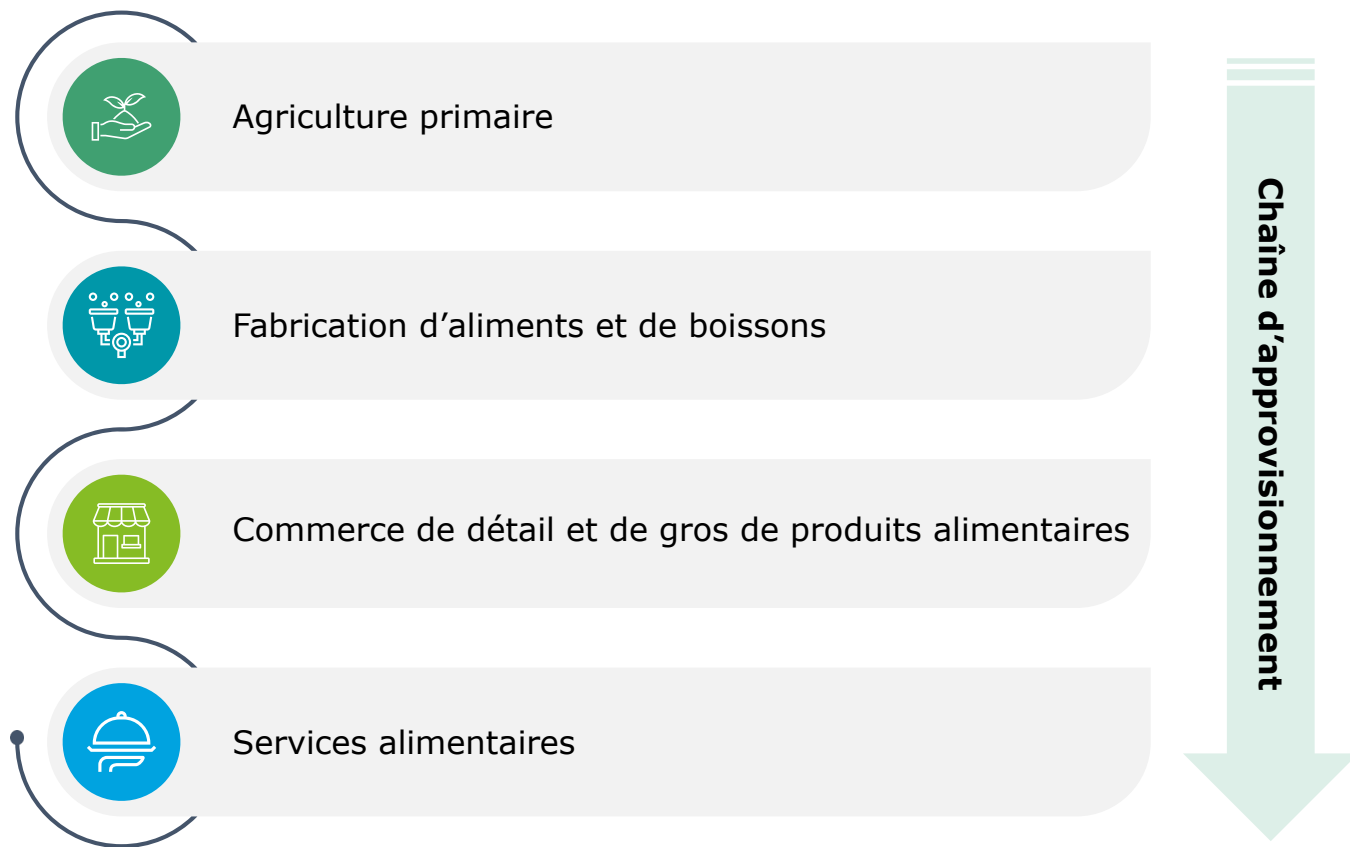 Agriculture primaire
Fabrication d’aliments et de boissons
Commerce de détail et de gros de produits alimentaires
Services alimentaires
Chaîne d’approvisionnement